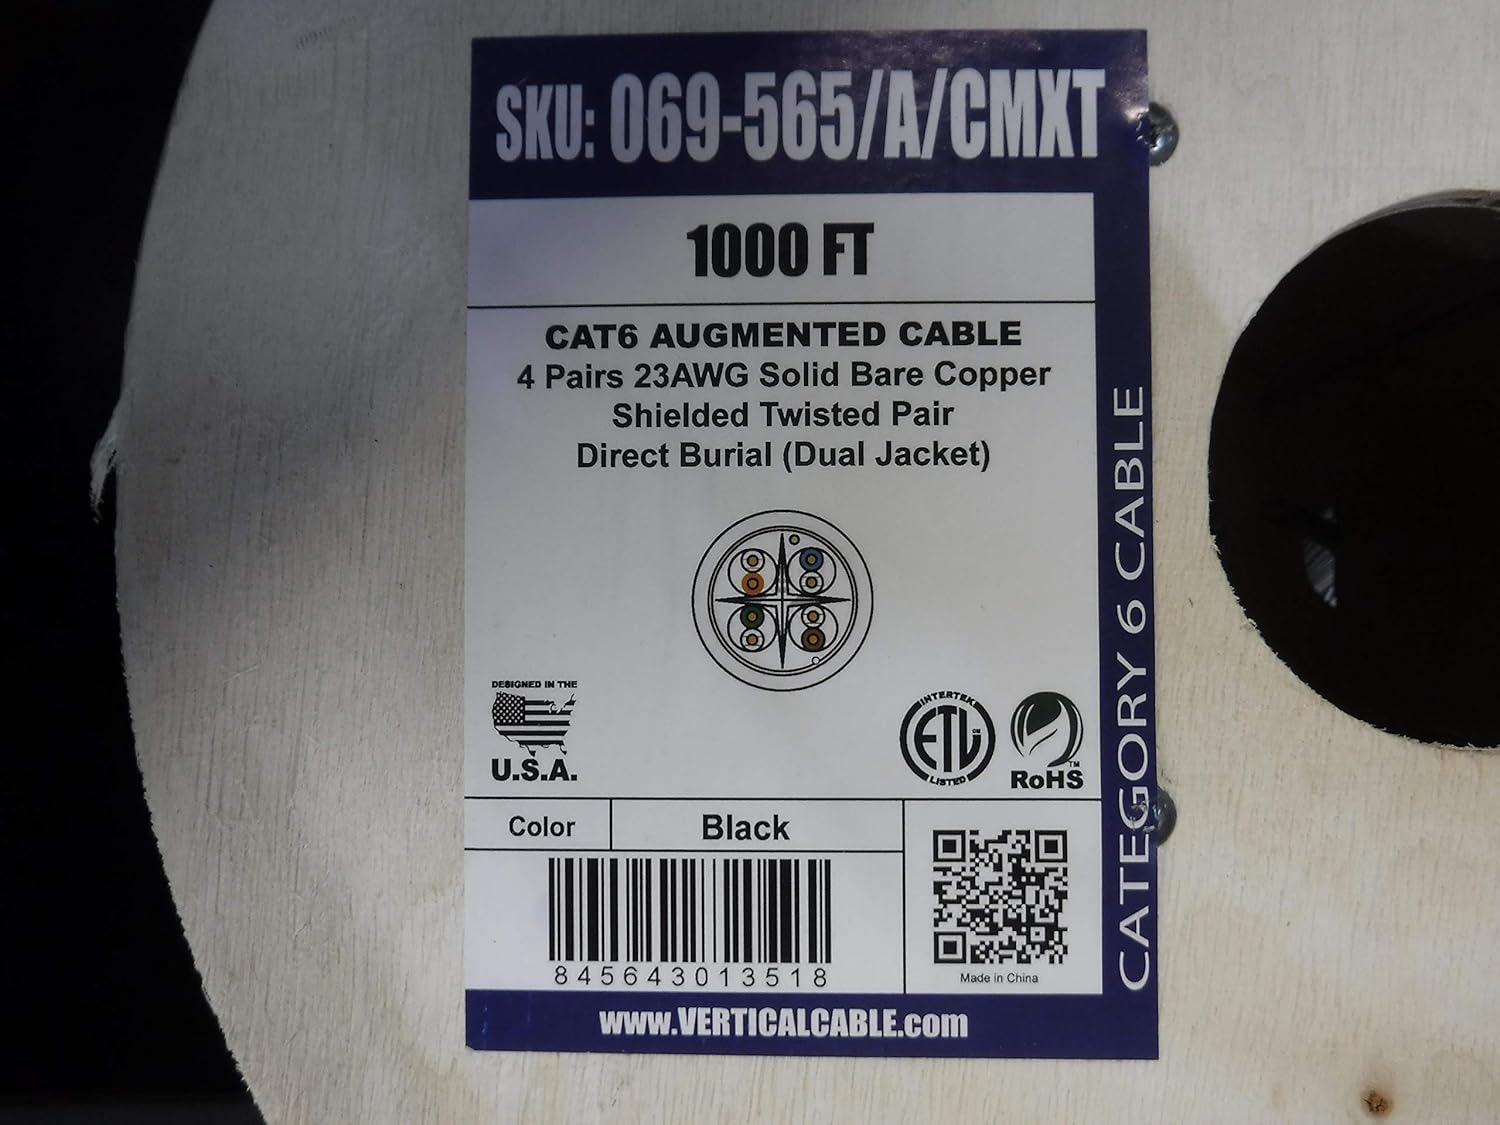 SKU: 069-565/A/CMXT
1000 FT
CAT6 AUGMENTED CABLE
4 Pairs 23AWG Solid Bare Copper
Shielded Twisted Pair
Direct Burial (Dual Jacket)
DESIGNED IN THE
U.S.A.
INTERTEK
ETL CM
LISTED
TM
RoHS
Color
Black
845643013518
Made in China
www.VERTICALCABLE.com
CATEGORY 6 CABLE